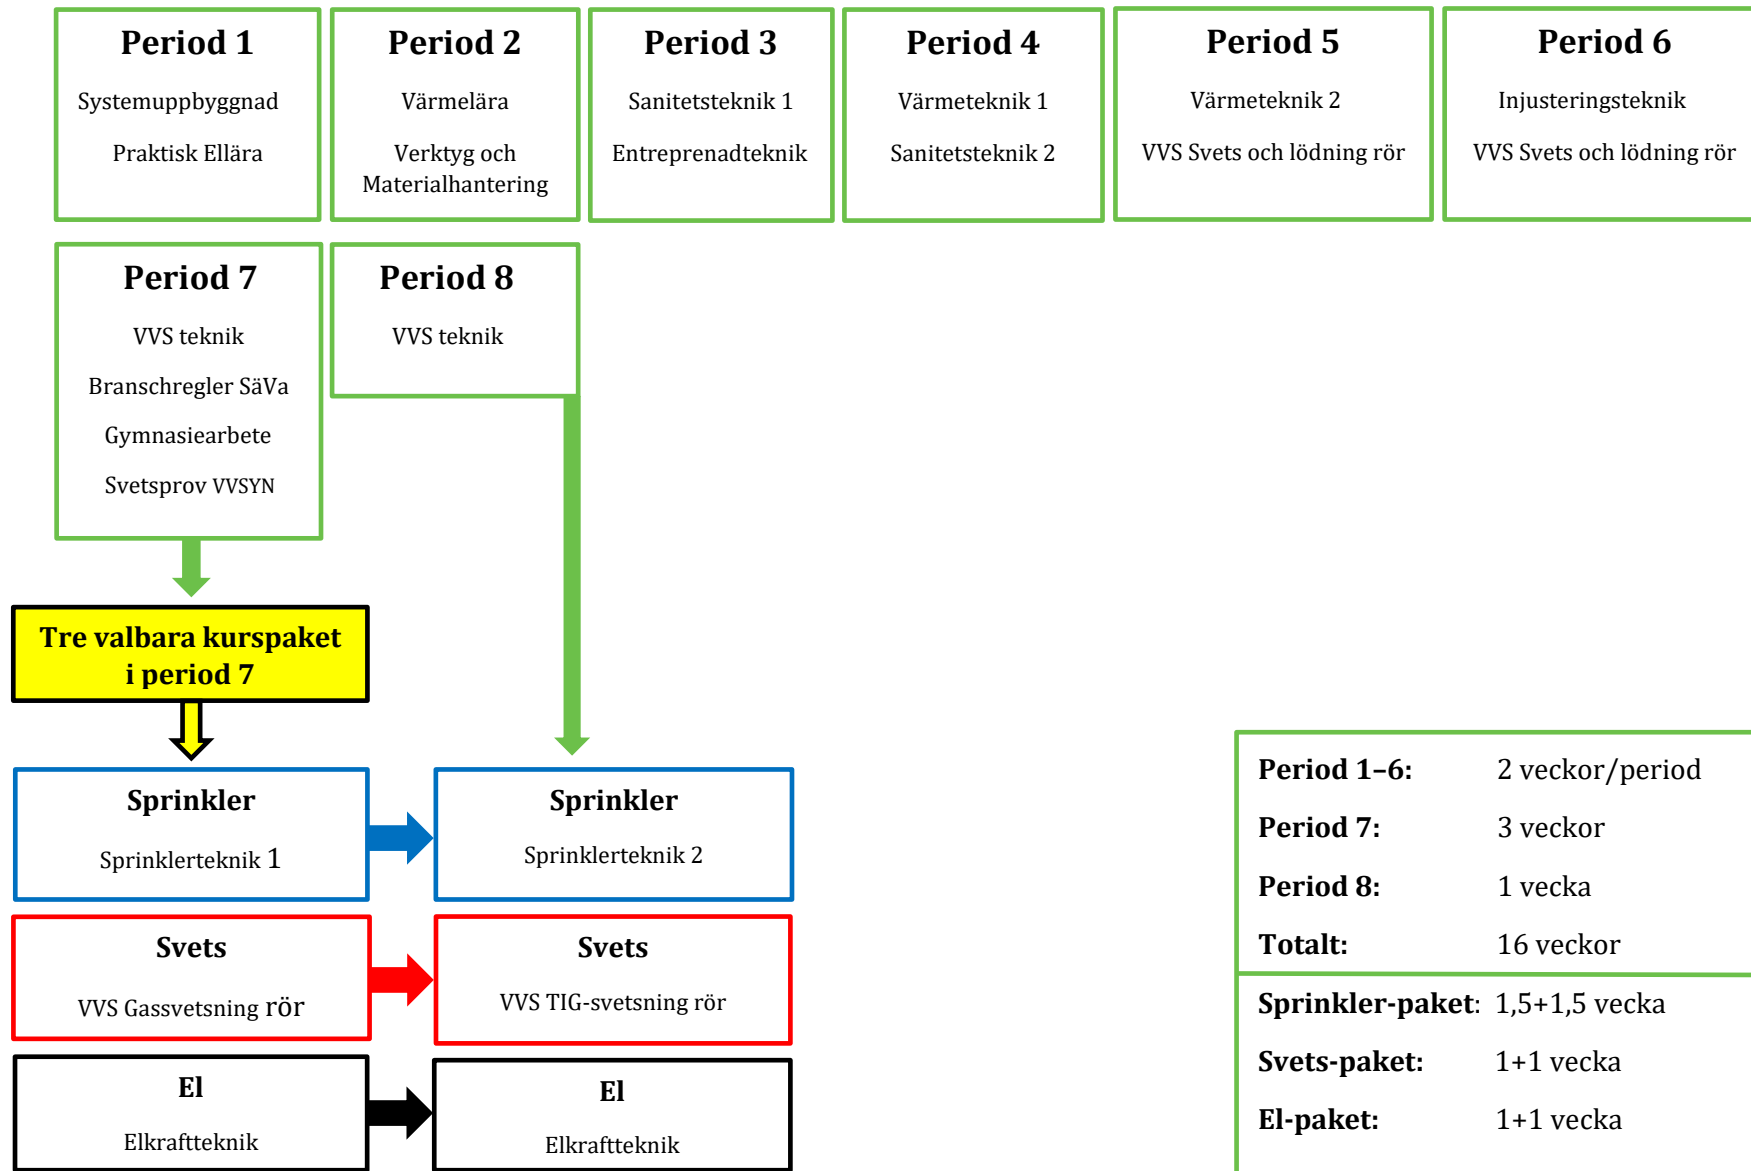 Period 1
Systemuppbyggnad
Praktisk Ellära
Period 2
Värmelära
Verktyg och
Materialhantering
Period 3
Sanitetsteknik 1
Entreprenadteknik
Period 4
Värmeteknik 1
Sanitetsteknik 2
Period 5
Värmeteknik 2
VVS Svets och lödning rör
Period 6
Injusteringsteknik
VVS Svets och lödning rör
Period 7
VVS teknik
Branschregler SäVa
Gymnasiearbete
Svetsprov VVSYN
Period 8
VVS teknik
Tre valbara kurspaket
i period 7
Sprinkler
Sprinklerteknik 1
Sprinkler
Sprinklerteknik 2
Svets
VVS Gassvetsning rör
Svets
VVS TIG-svetsning rör
El
Elkraftteknik
El
Elkraftteknik
Period 1–6: 2 veckor/period
Period 7: 3 veckor
Period 8: 1 vecka
Totalt: 16 veckor
Sprinkler-paket: 1,5+1,5 vecka
Svets-paket: 1+1 vecka
El-paket: 1+1 vecka